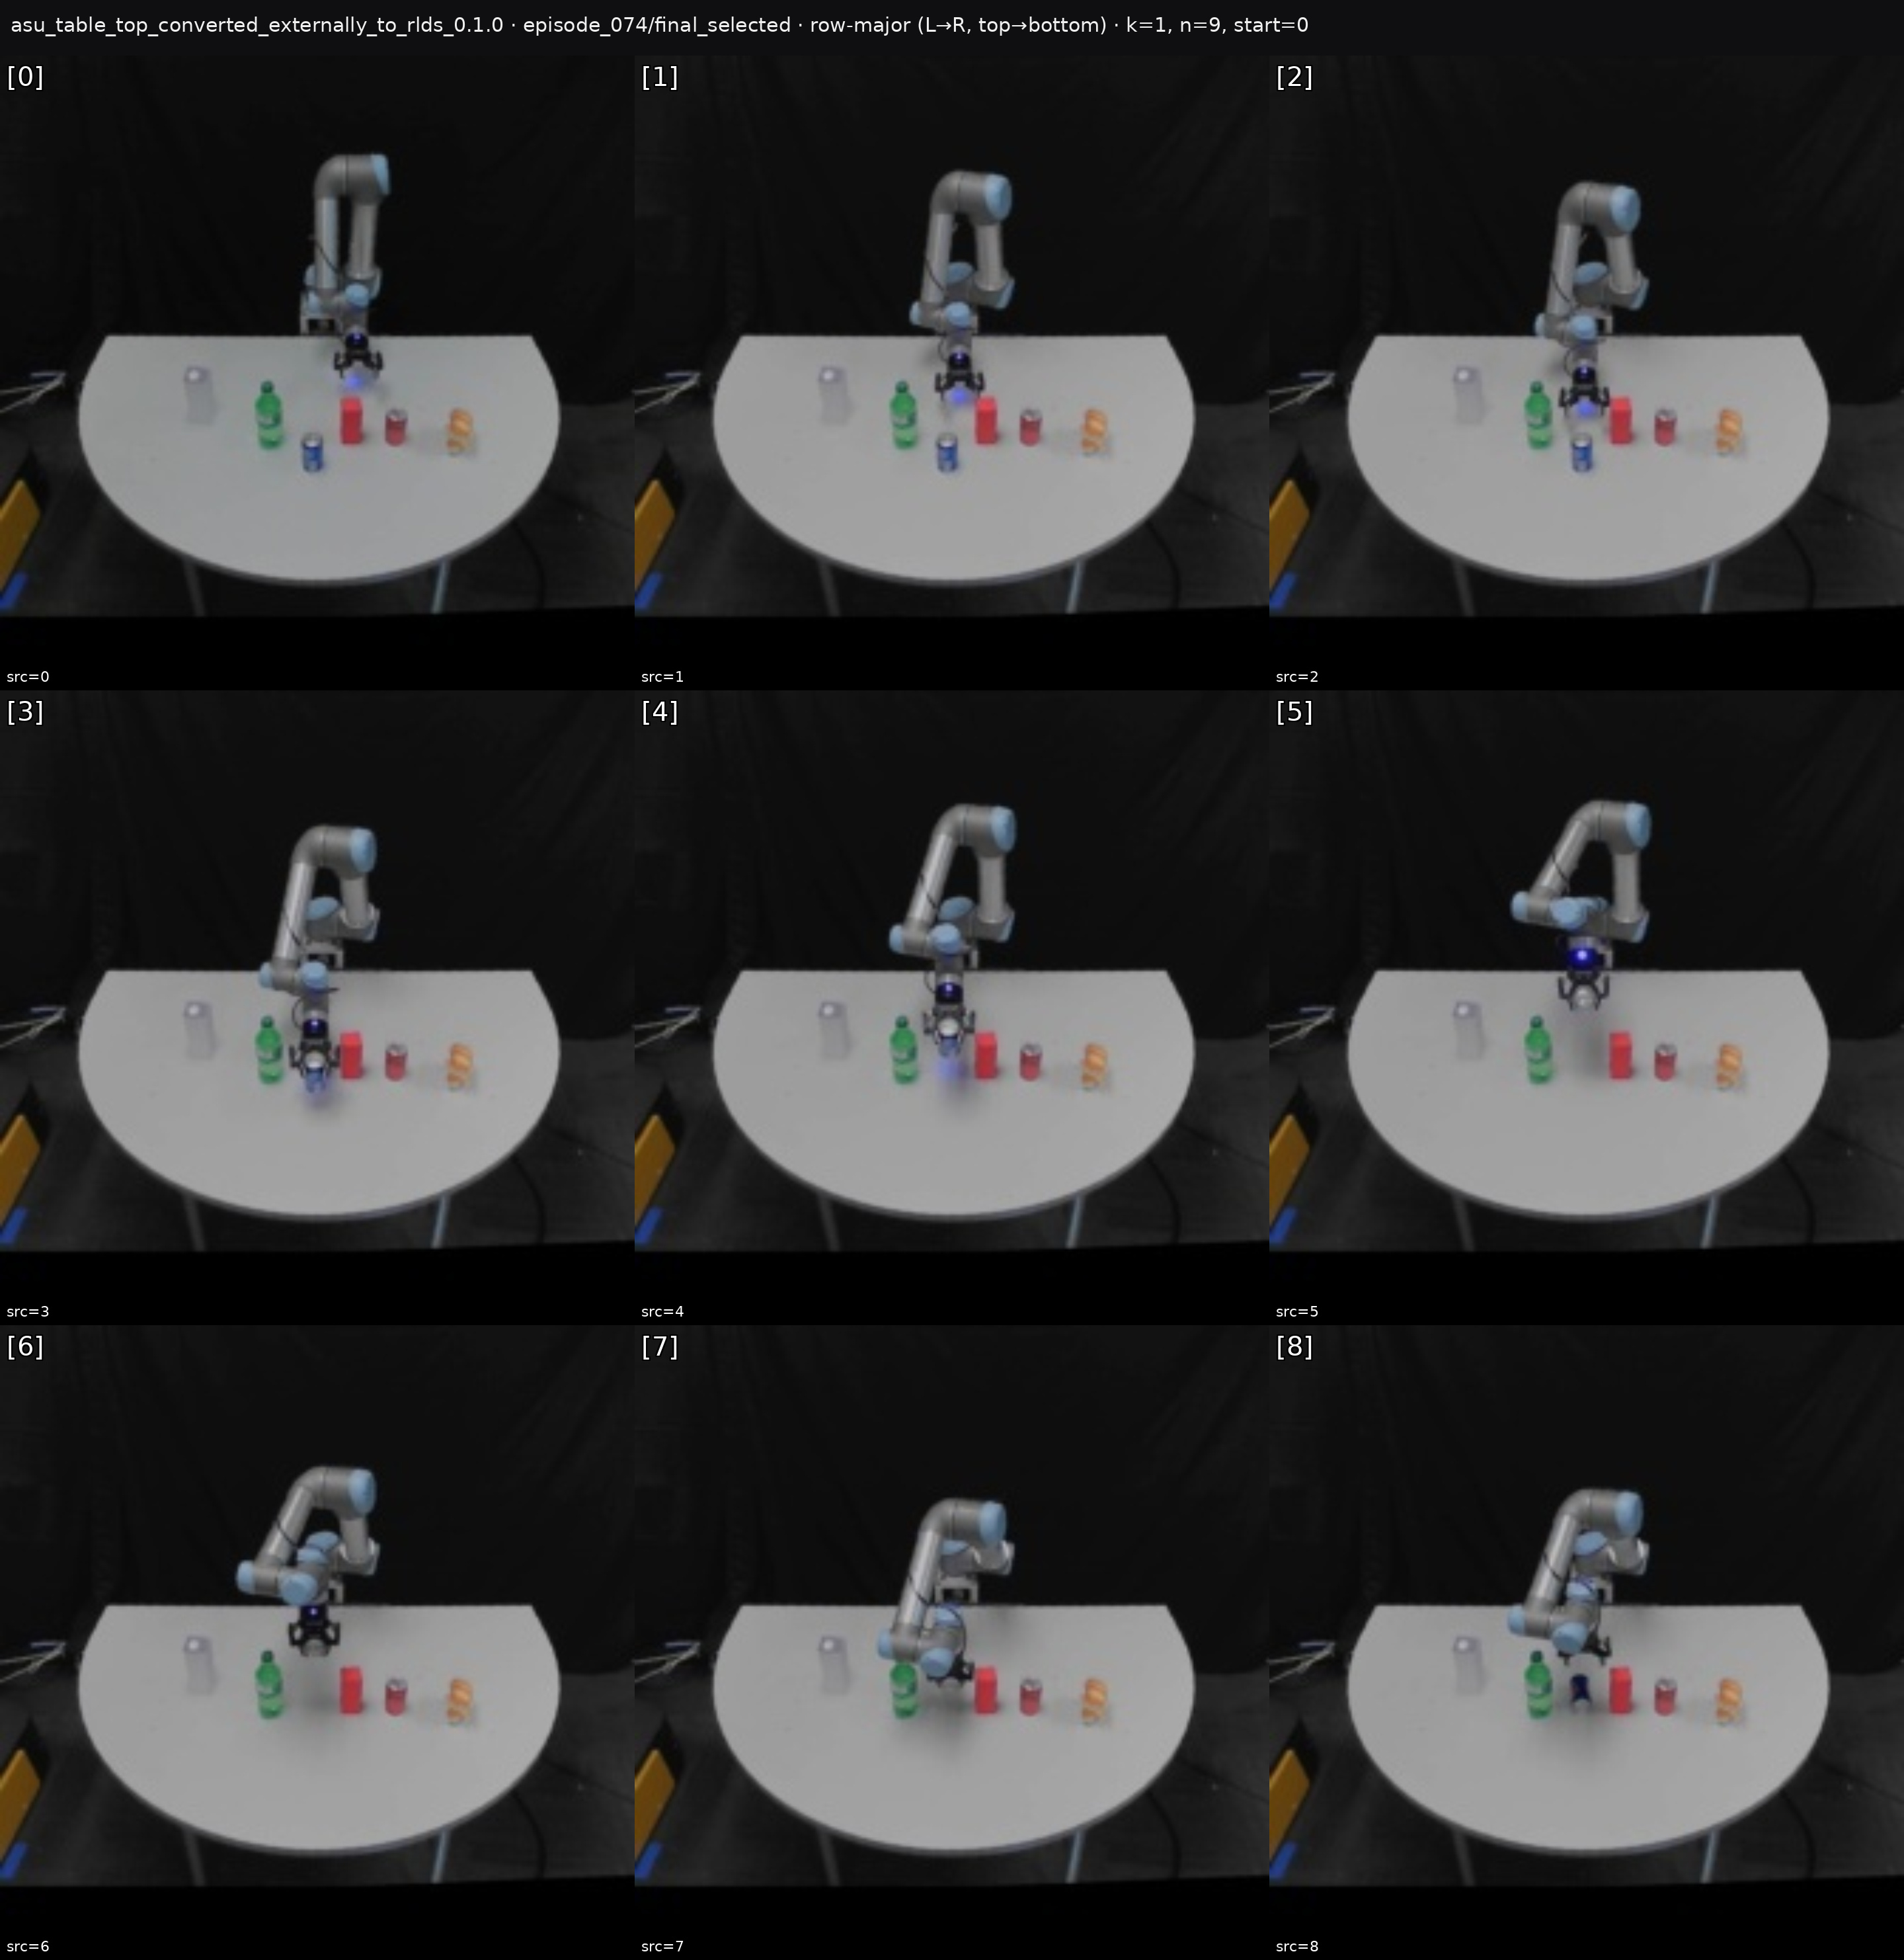 asu_table_top_converted_externally_to_rlds_0.1.0 · episode_074/final_selected · row-major (L→R, top→bottom) · k=1, n=9, start=0
[0]
[1]
[2]
src=0
src=1
src=2
[3]
[4]
[5]
src=3
src=4
src=5
[6]
[7]
[8]
src=6
src=7
src=8